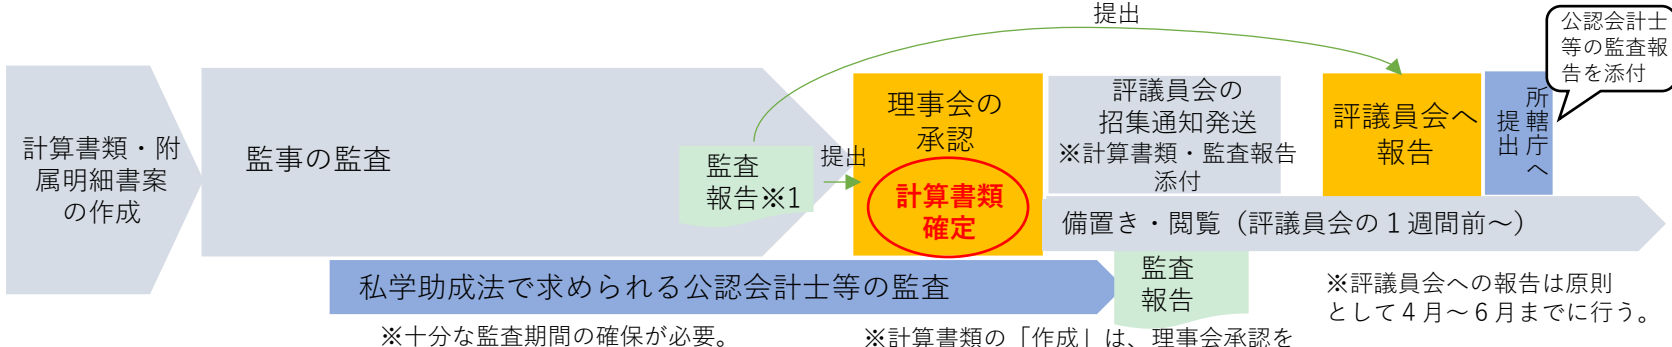 提出
公認会計士
等の監査報
告を添付
計算書類・附
属明細書案
の作成
監事の監査
監査
報告※1
提出
理事会の
承認
計算書類
確定
評議員会の
招集通知発送
※計算書類・監査報告
添付
評議員会へ
報告
所轄庁へ
提出
備置き・閲覧（評議員会の１週間前～）
私学助成法で求められる公認会計士等の監査
監査
報告
※評議員会への報告は原則
として４月～６月までに行う。
※十分な監査期間の確保が必要。
※計算書類の「作成」は、理事会承認を